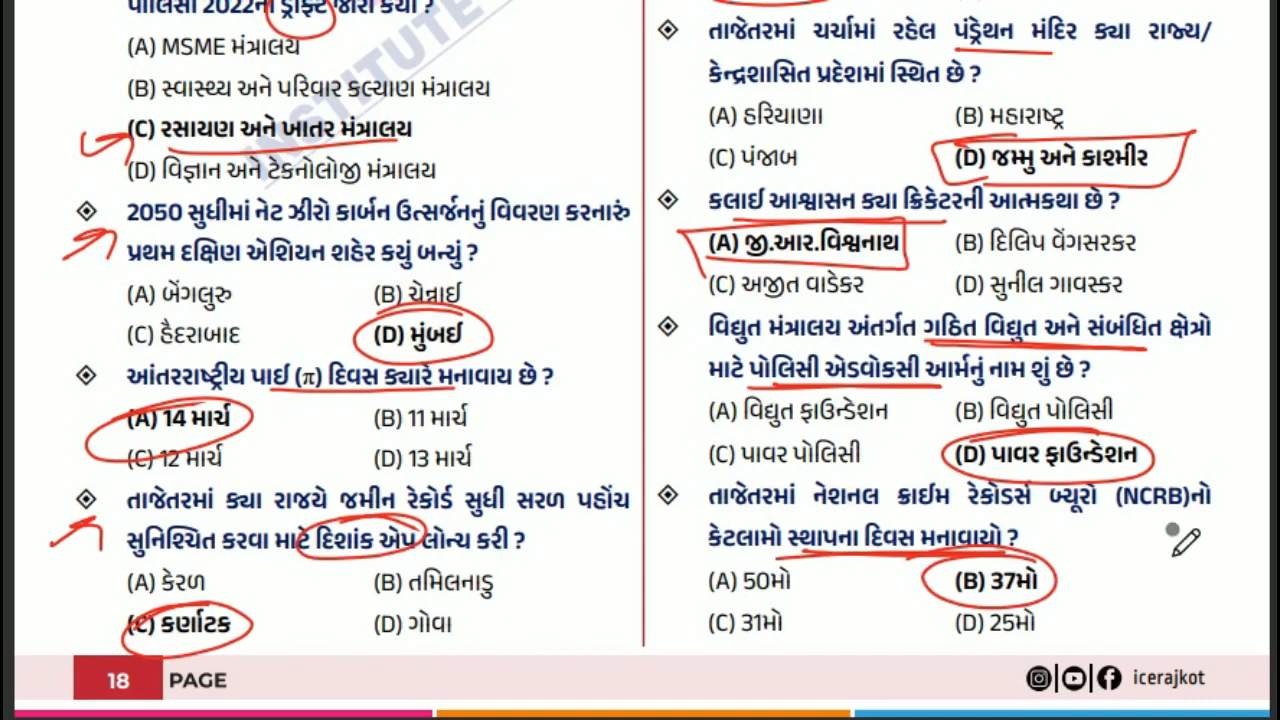 પોલિસી 2022નો ડ્રાફ્ટ જારી કર્યો ?
(A) MSME મંત્રાલય
(B) સ્વાસ્થ્ય અને પરિવાર કલ્યાણ મંત્રાલય
(C) રસાયણ અને ખાતર મંત્રાલય
(D) વિજ્ઞાન અને ટેકનોલોજી મંત્રાલય
2050 સુધીમાં નેટ ઝીરો કાર્બન ઉત્સર્જનનું વિવરણ કરનારું
પ્રથમ દક્ષિણ એશિયન શહેર કયું બન્યું ?
(A) બેંગલુરુ (B) ચેન્નાઈ
(C) હૈદરાબાદ (D) મુંબઈ
આંતરરાષ્ટ્રીય પાઈ (π) દિવસ ક્યારે મનાવાય છે ?
(A) 14 માર્ચ (B) 11 માર્ચ
(C) 12 માર્ચ (D) 13 માર્ચ
તાજેતરમાં ક્યા રાજયે જમીન રેકોર્ડ સુધી સરળ પહોંચ
સુનિશ્ચિત કરવા માટે દિશાંક એપ લોન્ચ કરી ?
(A) કેરળ (B) તમિલનાડુ
(C) કર્ણાટક (D) ગોવા
તાજેતરમાં ચર્ચામાં રહેલ પંડ્રેથન મંદિર ક્યા રાજ્ય/
કેન્દ્રશાસિત પ્રદેશમાં સ્થિત છે ?
(A) હરિયાણા (B) મહારાષ્ટ્ર
(C) પંજાબ (D) જમ્મુ અને કાશ્મીર
કલાઈ આશ્વાસન ક્યા ક્રિકેટરની આત્મકથા છે ?
(A) જી.આર.વિશ્વનાથ (B) દિલિપ વેંગસરકર
(C) અજીત વાડેકર (D) સુનીલ ગાવસ્કર
વિદ્યુત મંત્રાલય અંતર્ગત ગઠિત વિદ્યુત અને સંબંધિત ક્ષેત્રો
માટે પોલિસી એડવોકસી આર્મનું નામ શું છે ?
(A) વિદ્યુત ફાઉન્ડેશન (B) વિદ્યુત પોલિસી
(C) પાવર પોલિસી (D) પાવર ફાઉન્ડેશન
તાજેતરમાં નેશનલ ક્રાઈમ રેકોર્ડસ બ્યૂરો (NCRB)નો
કેટલામો સ્થાપના દિવસ મનાવાયો ?
(A) 50મો (B) 37મો
(C) 31મો (D) 25મો
INSTITUTE
18 PAGE
icerajkot